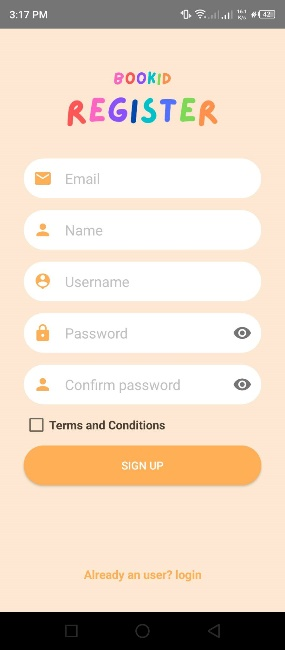 3:17 PM
BOOKID
REGISTER
Email
Name
Username
Password
Confirm password
Terms and Conditions
SIGN UP
Already an user? login